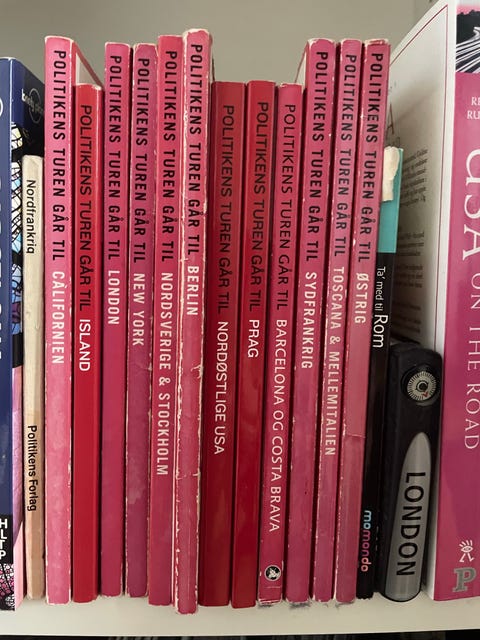 Nordfrankrig
Politikens Forlag
POLITIKENS TUREN GÅR TIL CALIFORNIEN
POLITIKENS TUREN GÅR TIL ISLAND
POLITIKENS TUREN GÅR TIL LONDON
POLITIKENS TUREN GÅR TIL NEW YORK
POLITIKENS TUREN GÅR TIL NORDSVERIGE & STOCKHOLM
POLITIKENS TUREN GÅR TIL BERLIN
POLITIKENS TUREN GÅR TIL NORDØSTLIGE USA
POLITIKENS TUREN GÅR TIL PRAG
POLITIKENS TUREN GÅR TIL BARCELONA OG COSTA BRAVA
POLITIKENS TUREN GÅR TIL SYDFRANKRIG
POLITIKENS TUREN GÅR TIL TOSCANA & MELLEMITALIEN
POLITIKENS TUREN GÅR TIL ØSTRIG
Ta' med til Rom
momondo
LONDON
USA ON THE ROAD
P